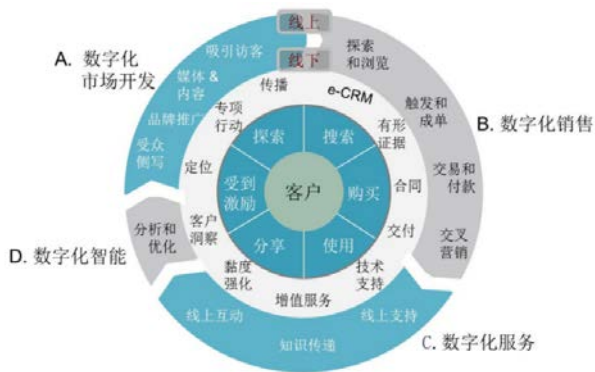 线上
线下
A. 数字化
市场开发
吸引访客
媒体 &
内容
品牌推广
受众
侧写
探索
和浏览
触发和
成单
B. 数字化销售
交易和
付款
交叉
营销
传播
e-CRM
专项
行动
有形
证据
定位
合同
客户
洞察
交付
黏度
强化
技术
支持
增值服务
探索
搜索
受到
激励
客户
购买
分享
使用
D. 数字化智能
分析和
优化
线上互动
知识传递
线上支持
C. 数字化服务